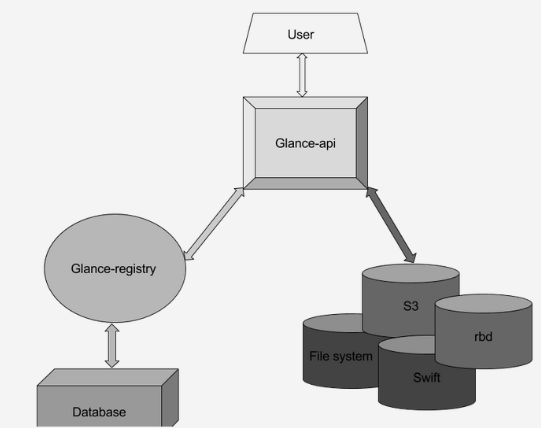 User
Glance-api
Glance-registry
S3
rbd
File system
Swift
Database